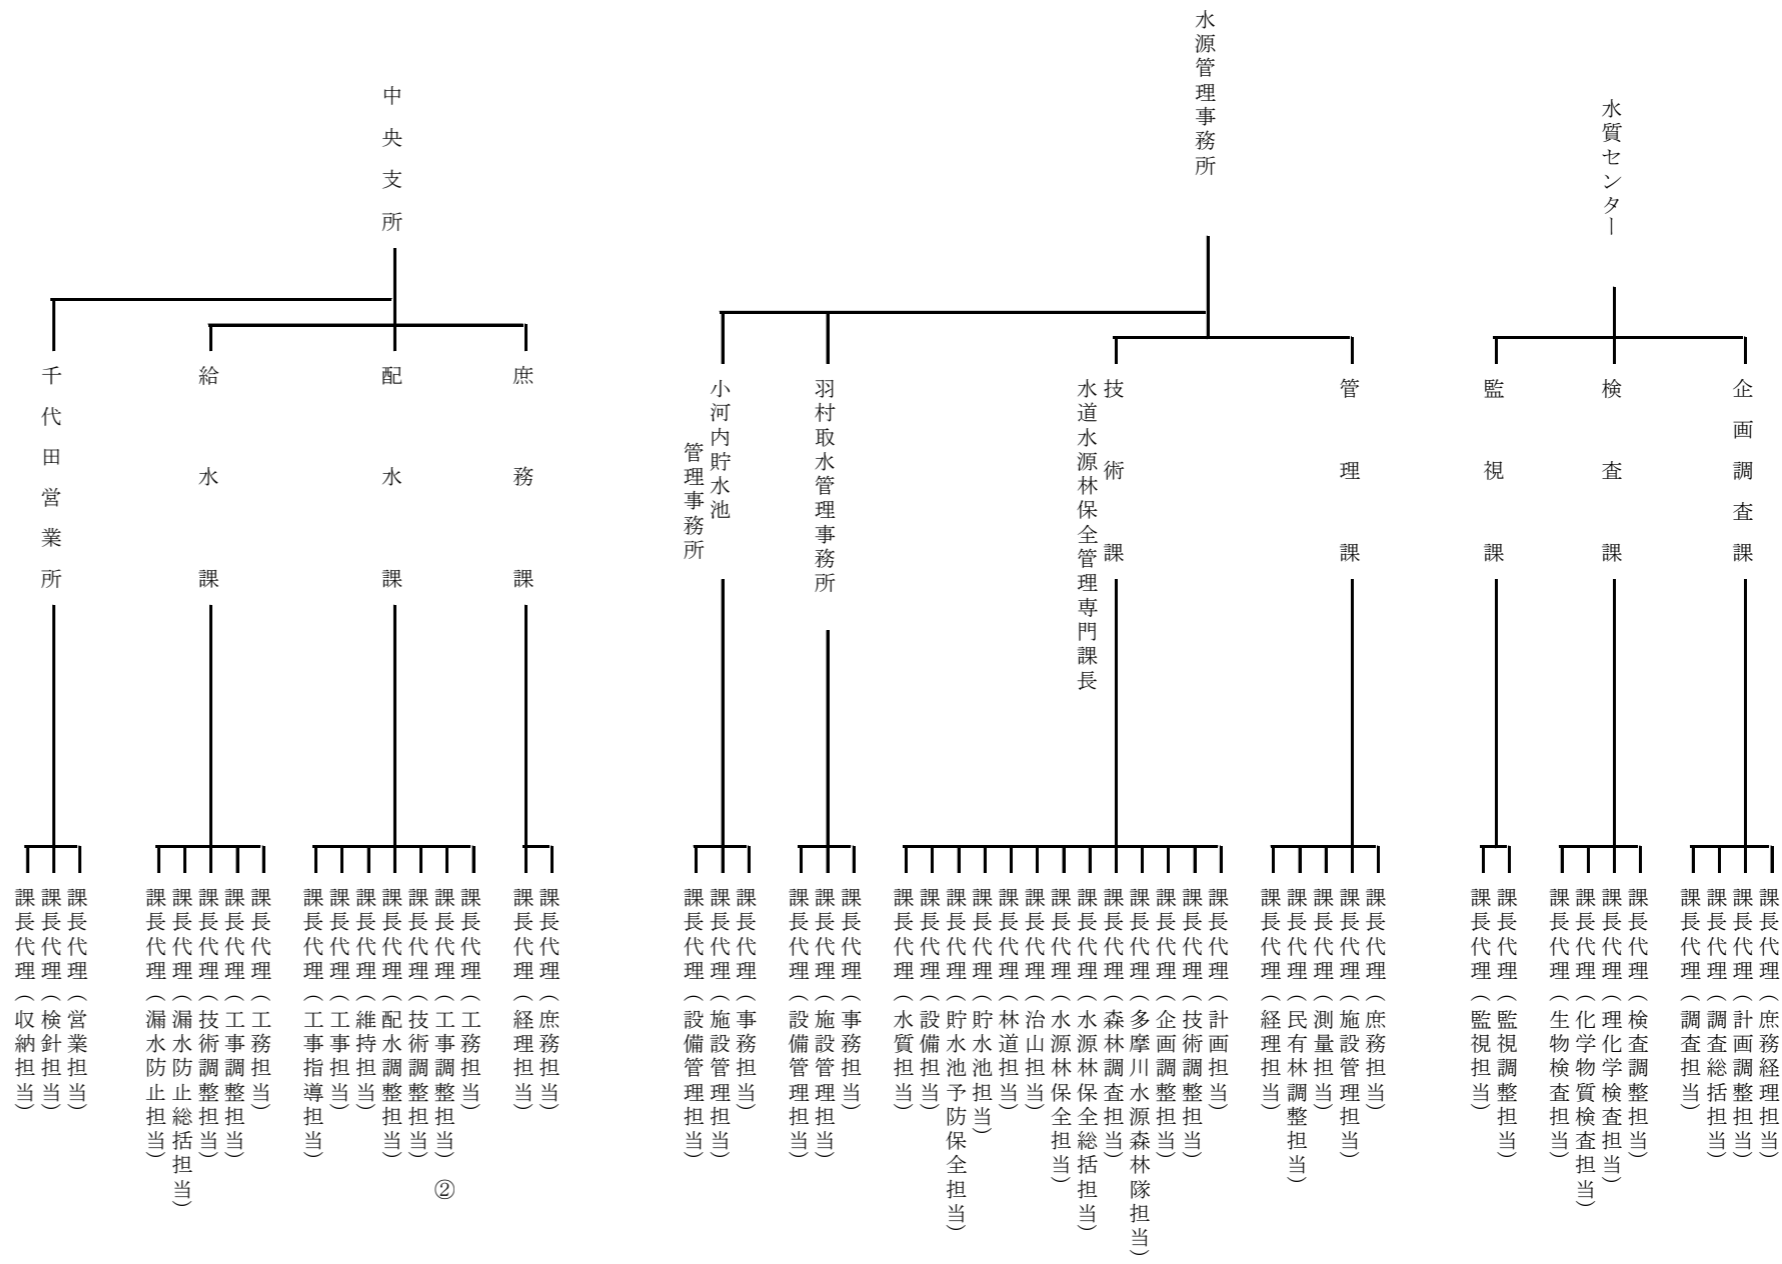 水質センター
企画調査課
課長代理（庶務経理担当）
課長代理（計画調整担当）
課長代理（調査総括担当）
課長代理（調査担当）
検査課
課長代理（検査調整担当）
課長代理（理化学検査担当）
課長代理（化学物質検査担当）
課長代理（生物検査担当）
監視課
課長代理（監視調整担当）
課長代理（監視担当）
水源管理事務所
管理課
課長代理（庶務担当）
課長代理（施設管理担当）
課長代理（測量担当）
課長代理（民有林調整担当）
課長代理（経理担当）
技術課
水道水源林保全管理専門課長
課長代理（計画担当）
課長代理（技術調整担当）
課長代理（企画調整担当）
課長代理（多摩川水源森林隊担当）
課長代理（森林調査担当）
課長代理（水源林保全総括担当）
課長代理（水源林保全担当）
課長代理（治山担当）
課長代理（林道担当）
課長代理（貯水池担当）
課長代理（貯水池予防保全担当）
課長代理（設備担当）
課長代理（水質担当）
羽村取水管理事務所
課長代理（事務担当）
課長代理（施設管理担当）
課長代理（設備管理担当）
小河内貯水池
管理事務所
課長代理（事務担当）
課長代理（施設管理担当）
課長代理（設備管理担当）
中央支所
庶務課
課長代理（庶務担当）
課長代理（経理担当）
配水課
課長代理（工務担当）
課長代理（工事調整担当）②
課長代理（技術調整担当）
課長代理（配水調整担当）
課長代理（維持担当）
課長代理（工事担当）
課長代理（工事指導担当）
給水課
課長代理（工務担当）
課長代理（工事調整担当）
課長代理（技術調整担当）
課長代理（漏水防止総括担当）
課長代理（漏水防止担当）
千代田営業所
課長代理（営業担当）
課長代理（検針担当）
課長代理（収納担当）